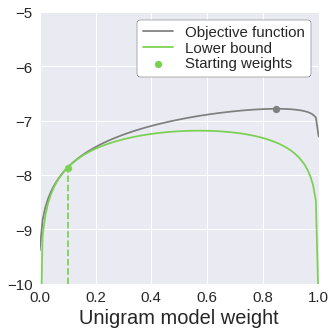 −5
Objective function
Lower bound
Starting weights
−6
−7
−8
−9
−10
0.0 0.2 0.4 0.6 0.8 1.0
Unigram model weight